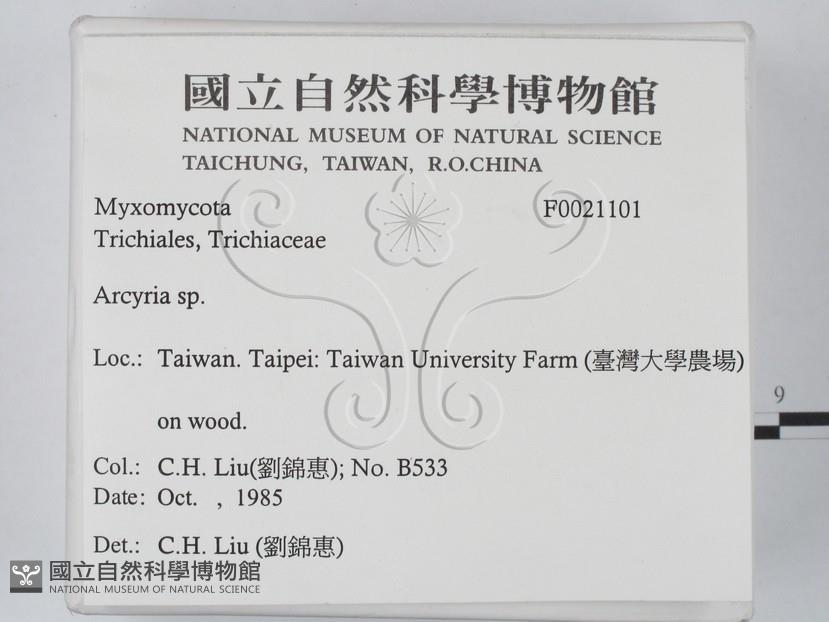 國立自然科學博物館
NATIONAL MUSEUM OF NATURAL SCIENCE
TAICHUNG, TAIWAN, R.O.CHINA
Myxomycota F0021101
Trichiales, Trichiaceae
Arcyria sp.
Loc.: Taiwan. Taipei: Taiwan University Farm (臺灣大學農場)
9
on wood.
Col.: C.H. Liu(劉錦惠); No. B533
Date: Oct. , 1985
Det.: C.H. Liu (劉錦惠)
國立自然科學博物館
NATIONAL MUSEUM OF NATURAL SCIENCE